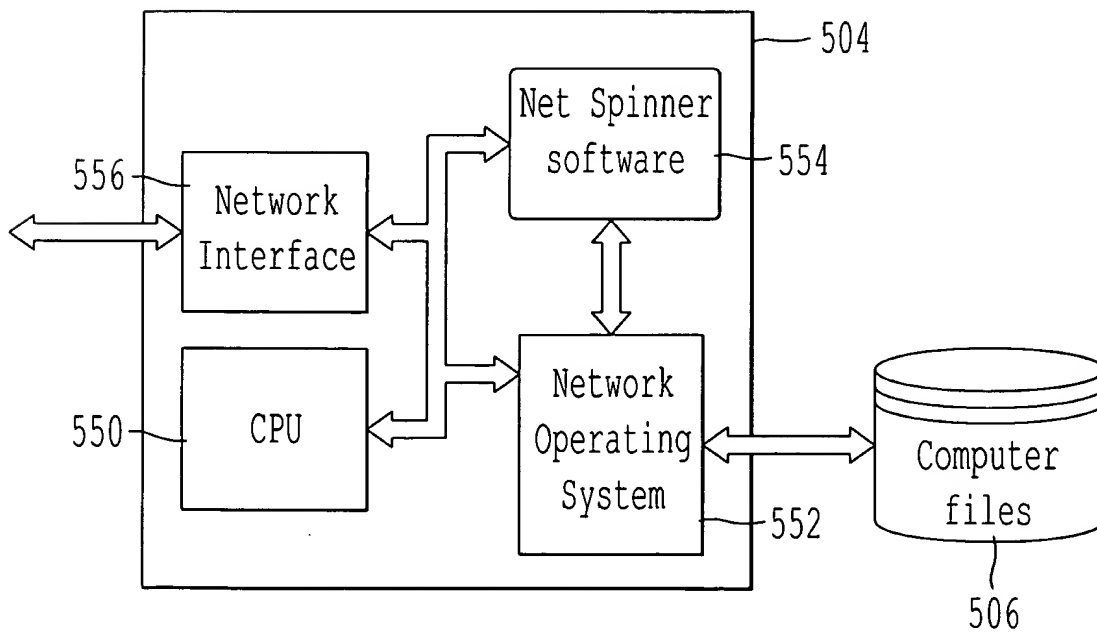 504
Net Spinner
software
554
556
Network
Interface
550
CPU
Network
Operating
System
552
Computer
files
506